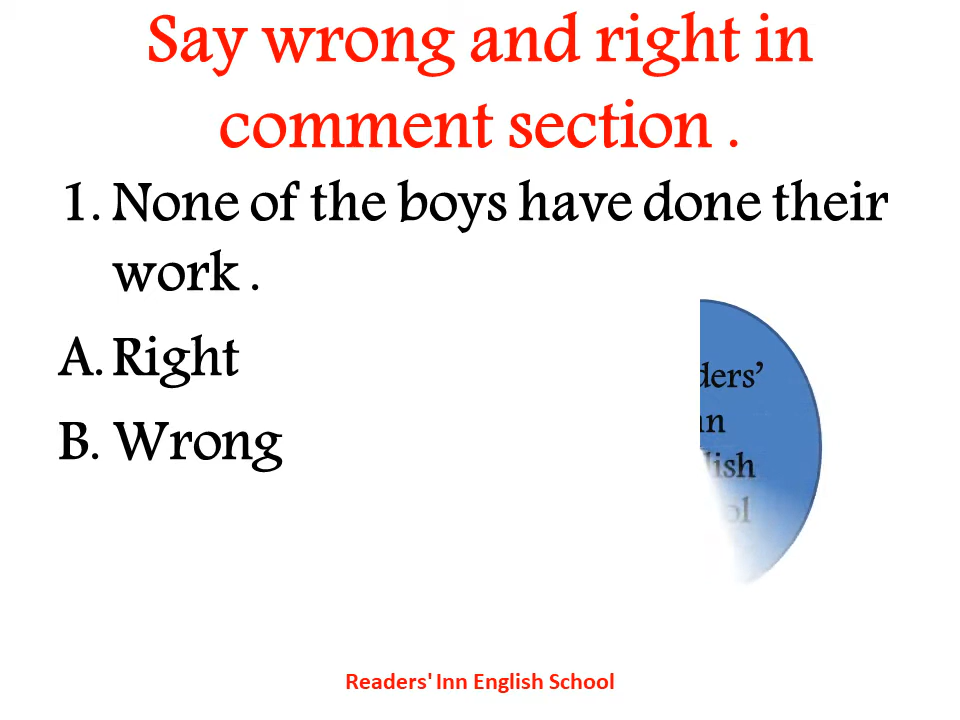 Say wrong and right in
comment section .
1. None of the boys have done their
work .
A. Right
B. Wrong
Readers' Inn English School